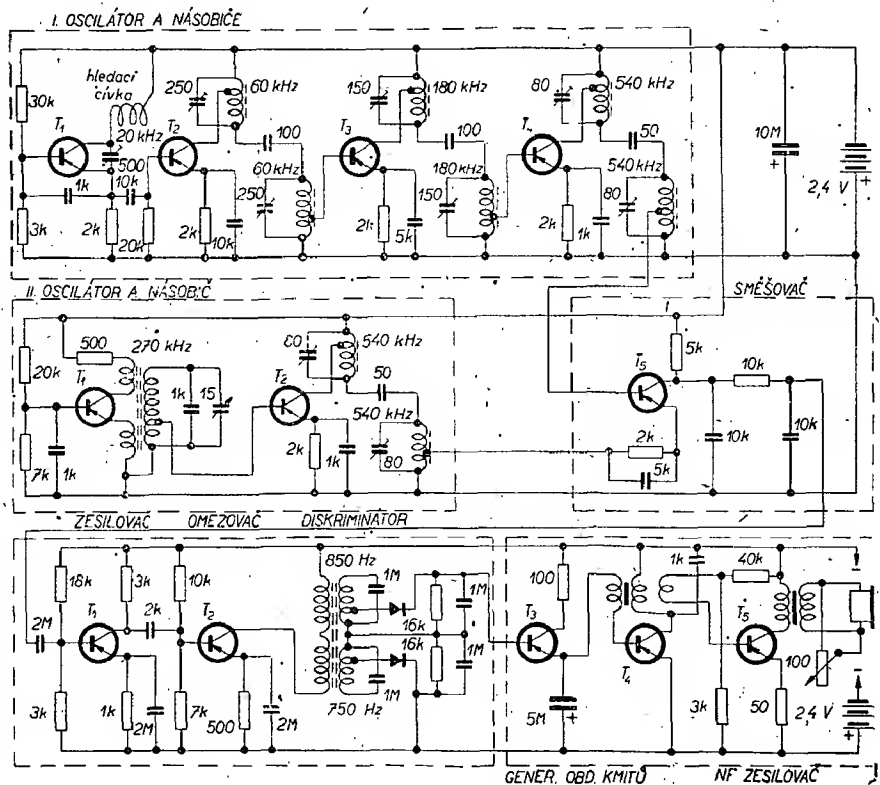 I. OSCILÁTOR A NÁSOBIČE
30k
hledací
cívka
T1
20 kHz
500
1k
10k
3k
2k
20k
T2
250
60 kHz
100
2k
10k
60 kHz
250
T3
150
180 kHz
100
2k
5k
180 kHz
150
T4
80
540 kHz
50
2k
1k
540 kHz
80
10M
+
2,4 V
+
II. OSCILÁTOR A NÁSOBIČ
20k
500
270 kHz
T1
1k
15
7k
1k
T2
540 kHz
50
2k
1k
540 kHz
80
SMĚŠOVAČ
T5
5k
10k
10k
10k
2k
5k
ZESILOVAČ OMEZOVAČ DISKRIMINÁTOR
18k
3k
10k
2M
T1
2k
T2
3k
1k
2M
7k
500
2M
850 Hz
1M
1M
16k
16k
1M
1M
750 Hz
100
T3
5M
+
1k
T4
40k
3k
T5
50
100
2,4 V
+
GENER. OBD. KMITŮ
NF ZESILOVAČ